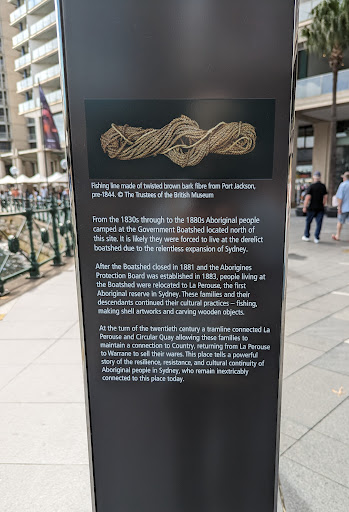 Fishing line made of twisted brown bark fibre from Port Jackson,
pre-1844. © The Trustees of the British Museum
From the 1830s through to the 1880s Aboriginal people
camped at the Government Boatshed located north of
this site. It is likely they were forced to live at the derelict
boatshed due to the relentless expansion of Sydney.
After the Boatshed closed in 1881 and the Aborigines
Protection Board was established in 1883, people living at
the Boatshed were relocated to La Perouse, the first
Aboriginal reserve in Sydney. These families and their
descendants continued their cultural practices – fishing,
making shell artworks and carving wooden objects.
At the turn of the twentieth century a tramline connected La
Perouse and Circular Quay allowing these families to
maintain a connection to Country, returning from La Perouse
to Warrane to sell their wares. This place tells a powerful
story of the resilience, resistance, and cultural continuity of
Aboriginal people in Sydney, who remain inextricably
connected to this place today.